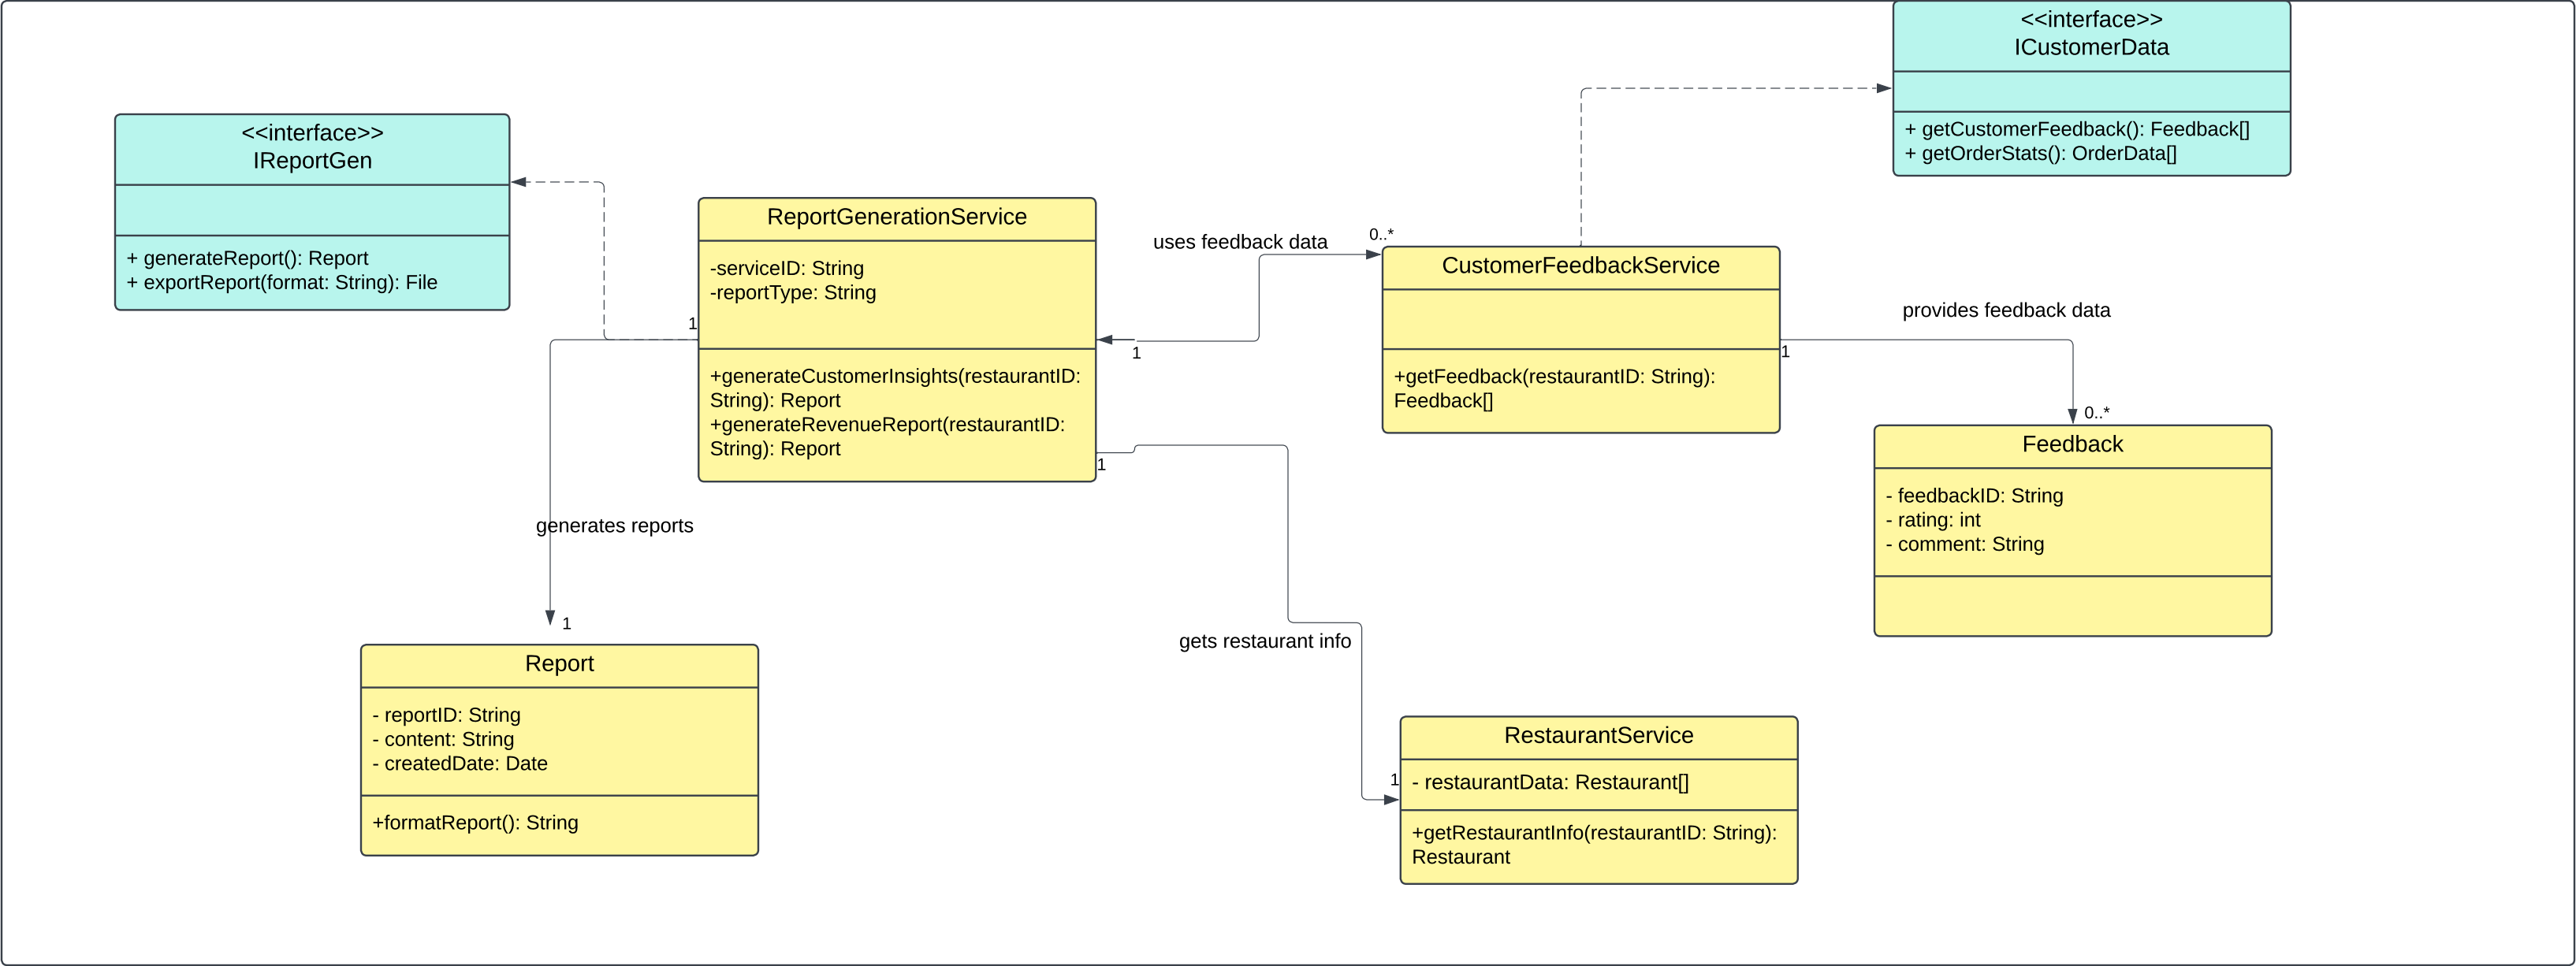 <<interface>>
ICustomerData
+ getCustomerFeedback(): Feedback[]
+ getOrderStats(): OrderData[]
<<interface>>
IReportGen
+ generateReport(): Report
+ exportReport(format: String): File
ReportGenerationService
-serviceID: String
-reportType: String
+generateCustomerInsights(restaurantID:
String): Report
+generateRevenueReport(restaurantID:
String): Report
1
1
1
uses feedback data
0..*
CustomerFeedbackService
+getFeedback(restaurantID: String):
Feedback[]
1
provides feedback data
0..*
Feedback
- feedbackID: String
- rating: int
- comment: String
generates reports
1
Report
- reportID: String
- content: String
- createdDate: Date
+formatReport(): String
gets restaurant info
1
RestaurantService
- restaurantData: Restaurant[]
+getRestaurantInfo(restaurantID: String):
Restaurant